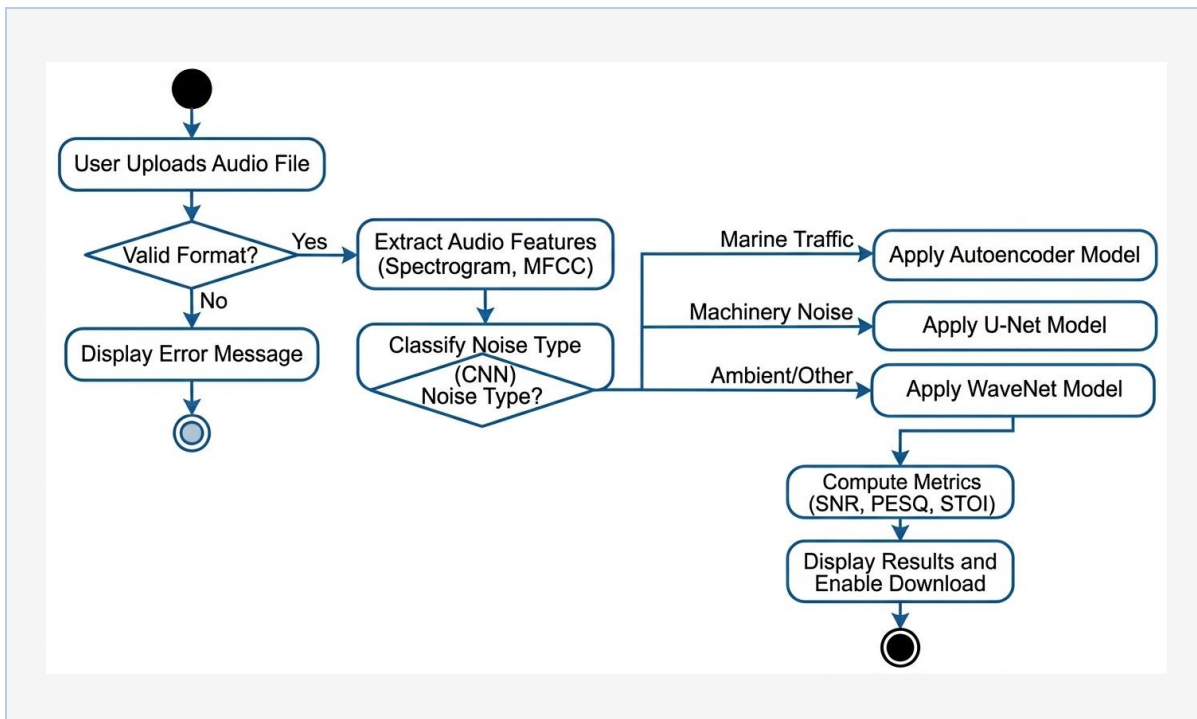 User Uploads Audio File
Valid Format?
Yes
No
Display Error Message
Extract Audio Features
(Spectrogram, MFCC)
Classify Noise Type
(CNN)
Noise Type?
Marine Traffic
Apply Autoencoder Model
Machinery Noise
Apply U-Net Model
Ambient/Other
Apply WaveNet Model
Compute Metrics
(SNR, PESQ, STOI)
Display Results and
Enable Download